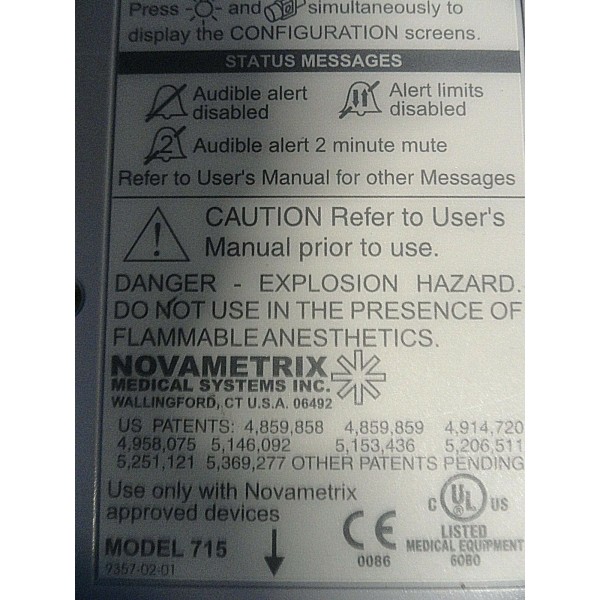 Press and simultaneously to
display the CONFIGURATION screens.
STATUS MESSAGES
Audible alert
disabled
Alert limits
disabled
2 Audible alert 2 minute mute
Refer to User's Manual for other Messages
! CAUTION Refer to User's
Manual prior to use.
DANGER - EXPLOSION HAZARD.
DO NOT USE IN THE PRESENCE OF
FLAMMABLE ANESTHETICS.
NOVAMETRIX
MEDICAL SYSTEMS INC.
WALLINGFORD, CT U.S.A. 06492
US PATENTS: 4,859,858 4,859,859 4,914,720
4,958,075 5,146,092 5,153,436 5,206,511
5,251,121 5,369,277 OTHER PATENTS PENDING
Use only with Novametrix
approved devices
MODEL 715
9357-02-01
CE
0086
C UL US
LISTED
MEDICAL EQUIPMENT
60B0